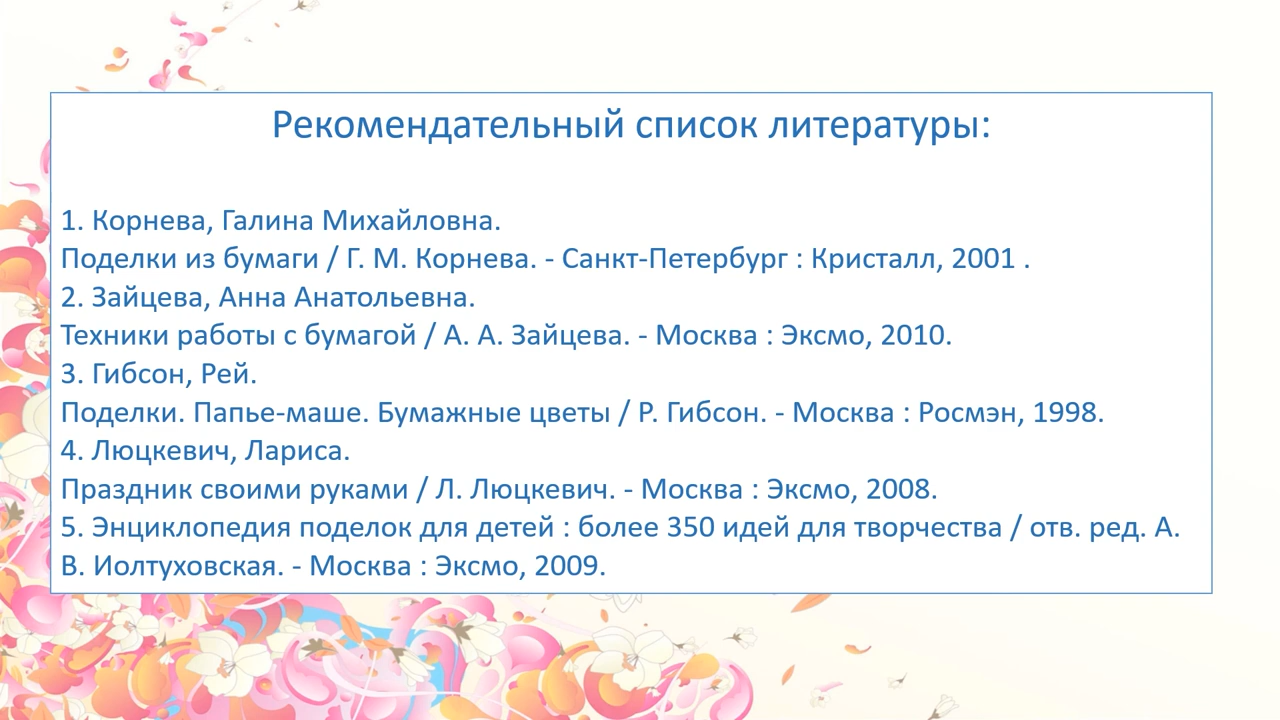 Рекомендательный список литературы:
1. Корнева, Галина Михайловна.
Поделки из бумаги / Г. М. Корнева. - Санкт-Петербург : Кристалл, 2001 .
2. Зайцева, Анна Анатольевна.
Техники работы с бумагой / А. А. Зайцева. - Москва : Эксмо, 2010.
3. Гибсон, Рей.
Поделки. Папье-маше. Бумажные цветы / Р. Гибсон. - Москва : Росмэн, 1998.
4. Люцкевич, Лариса.
Праздник своими руками / Л. Люцкевич. - Москва : Эксмо, 2008.
5. Энциклопедия поделок для детей : более 350 идей для творчества / отв. ред. А.
В. Иолтуховская. - Москва : Эксмо, 2009.